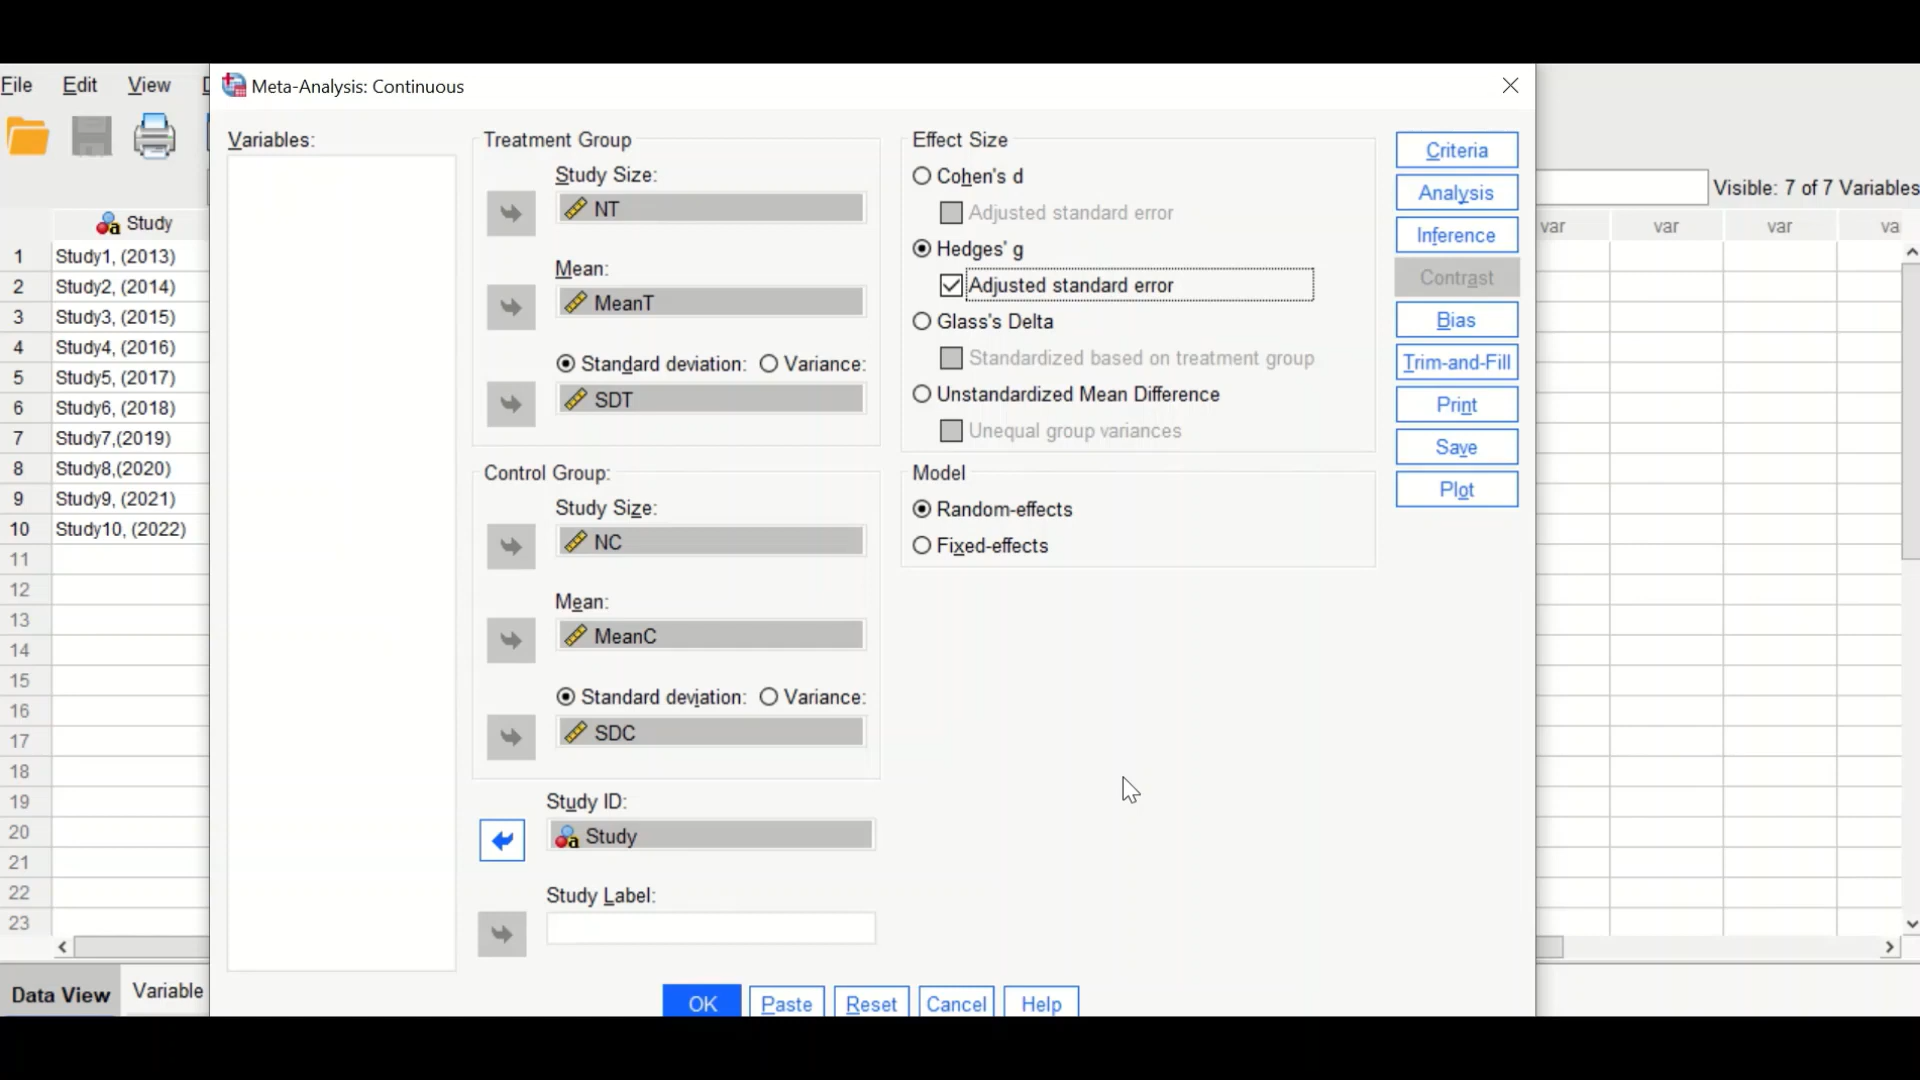 Meta-Analysis: Continuous
File Edit View
Visible: 7 of 7 Variables
Study
var var var va
1 Study1, (2013)
2 Study2, (2014)
3 Study3, (2015)
4 Study4, (2016)
5 Study5, (2017)
6 Study6, (2018)
7 Study7,(2019)
8 Study8,(2020)
9 Study9, (2021)
10 Study10, (2022)
11
12
13
14
15
16
17
18
19
20
21
22
23
Data View Variable
Variables:
Treatment Group
Study Size:
NT
Mean:
MeanT
Standard deviation: Variance:
SDT
Control Group:
Study Size:
NC
Mean:
MeanC
Standard deviation: Variance:
SDC
Study ID:
Study
Study Label:
Effect Size
Cohen's d
Adjusted standard error
Hedges' g
Adjusted standard error
Glass's Delta
Standardized based on treatment group
Unstandardized Mean Difference
Unequal group variances
Model
Random-effects
Fixed-effects
Criteria
Analysis
Inference
Contrast
Bias
Trim-and-Fill
Print
Save
Plot
OK Paste Reset Cancel Help